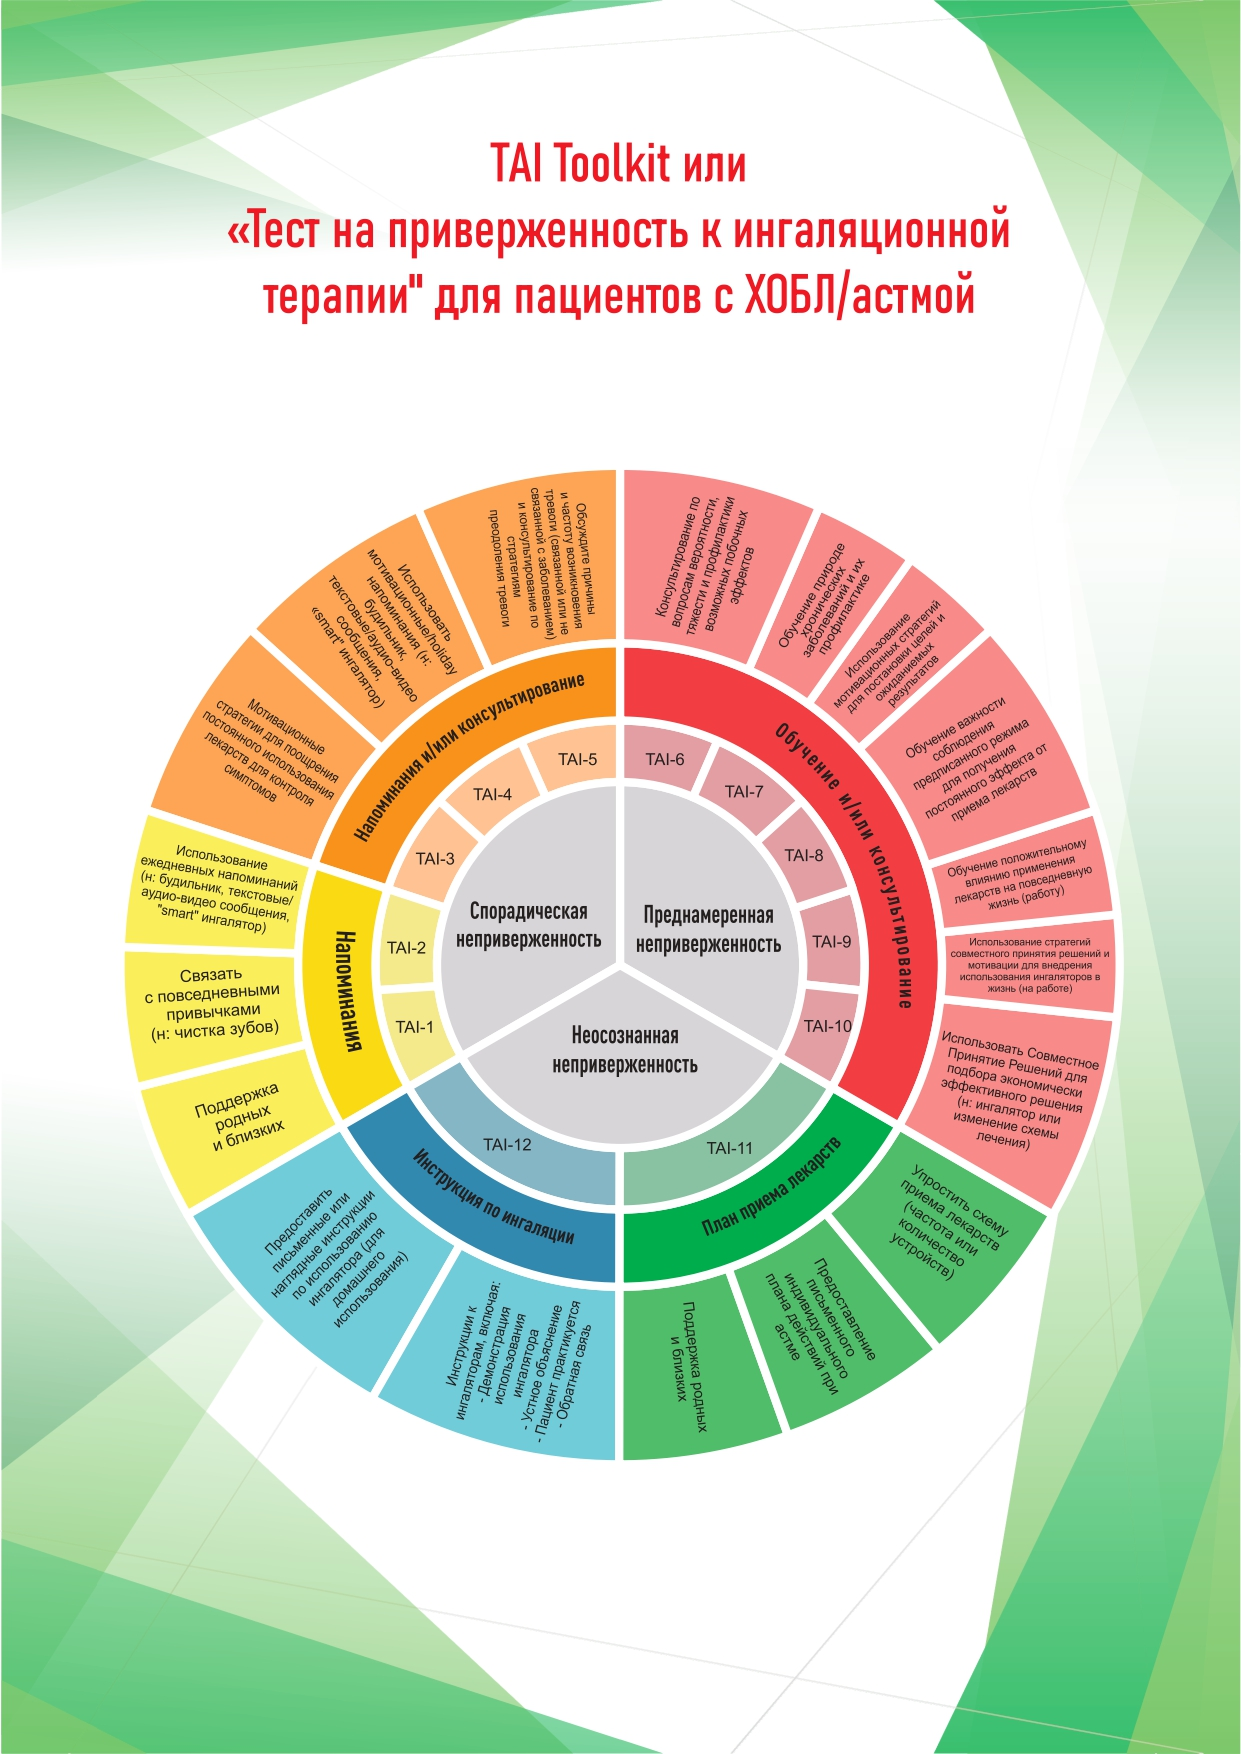 TAI Toolkit или
«Тест на приверженность к ингаляционной
терапии" для пациентов с ХОБЛ/астмой
Обсуждите причины
и частоту возникновения
тревоги (связанной или не
связанной с заболеванием)
и консультирование по
стратегиям
преодоления тревоги
Консультирование по
вопросам вероятности,
тяжести и профилактики
возможных побочных
эффектов
Обучение природе
хронических
заболеваний и их
профилактике
Использование
мотивационных стратегий
для постановки целей и
ожидаемых
результатов
Обучение важности
соблюдения
предписанного режима
для получения
постоянного эффекта от
приема лекарств
Обучение положительному
влиянию применения
лекарств на повседневную
жизнь (работу)
Использование стратегий
совместного принятия решений и
мотивации для внедрения
использования ингаляторов в
жизнь (на работе)
Использовать Совместное
Принятие Решений для
подбора экономически
эффективного решения
(н: ингалятор или
изменение схемы
лечения)
Упростить схему
приема лекарств
(частота или
количество
устройств)
Предоставление
письменного
индивидуального
плана действий при
астме
Поддержка родных
и близких
Инструкции к
ингаляторам, включая:
- Демонстрация
использования
ингалятора
- Устное объяснение
- Пациент практикуется
- Обратная связь
Предоставить
письменные или
наглядные инструкции
по использованию
ингалятора (для
домашнего
использования)
Поддержка
родных
и близких
Связать
с повседневными
привычками
(н: чистка зубов)
Использование
ежедневных напоминаний
(н: будильник, текстовые/
аудио-видео сообщения,
"smart" ингалятор)
Мотивационные
стратегии для поощрения
постоянного использования
лекарств для контроля
симптомов
Использовать
мотивационные/holiday
напоминания (н:
будильник,
текстовые/аудио-видео
сообщения,
«smart" ингалятор)
Напоминания и/или консультирование
Обучение и/или консультирование
План приема лекарств
Инструкция по ингаляции
Напоминания
TAI-5
TAI-6
TAI-4
TAI-7
TAI-3
TAI-8
TAI-2
TAI-9
TAI-1
TAI-10
TAI-12
TAI-11
Спорадическая
неприверженность
Преднамеренная
неприверженность
Неосознанная
неприверженность